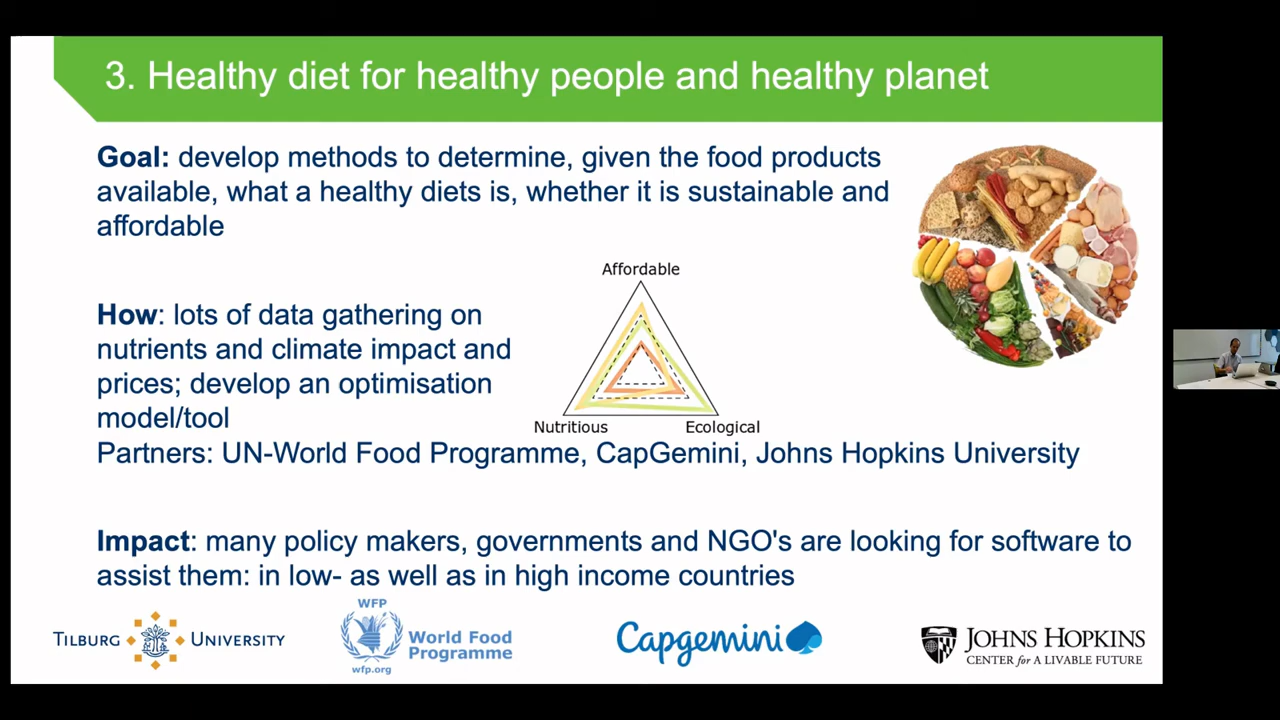 3. Healthy diet for healthy people and healthy planet
Goal: develop methods to determine, given the food products
available, what a healthy diets is, whether it is sustainable and
affordable
Affordable
How: lots of data gathering on
nutrients and climate impact and
prices; develop an optimisation
model/tool
Nutritious
Ecological
Partners: UN-World Food Programme, CapGemini, Johns Hopkins University
Impact: many policy makers, governments and NGO's are looking for software to
assist them: in low- as well as in high income countries
TILBURG UNIVERSITY
WFP
World Food
Programme
wfp.org
Capgemini
JOHNS HOPKINS
CENTER for A LIVABLE FUTURE